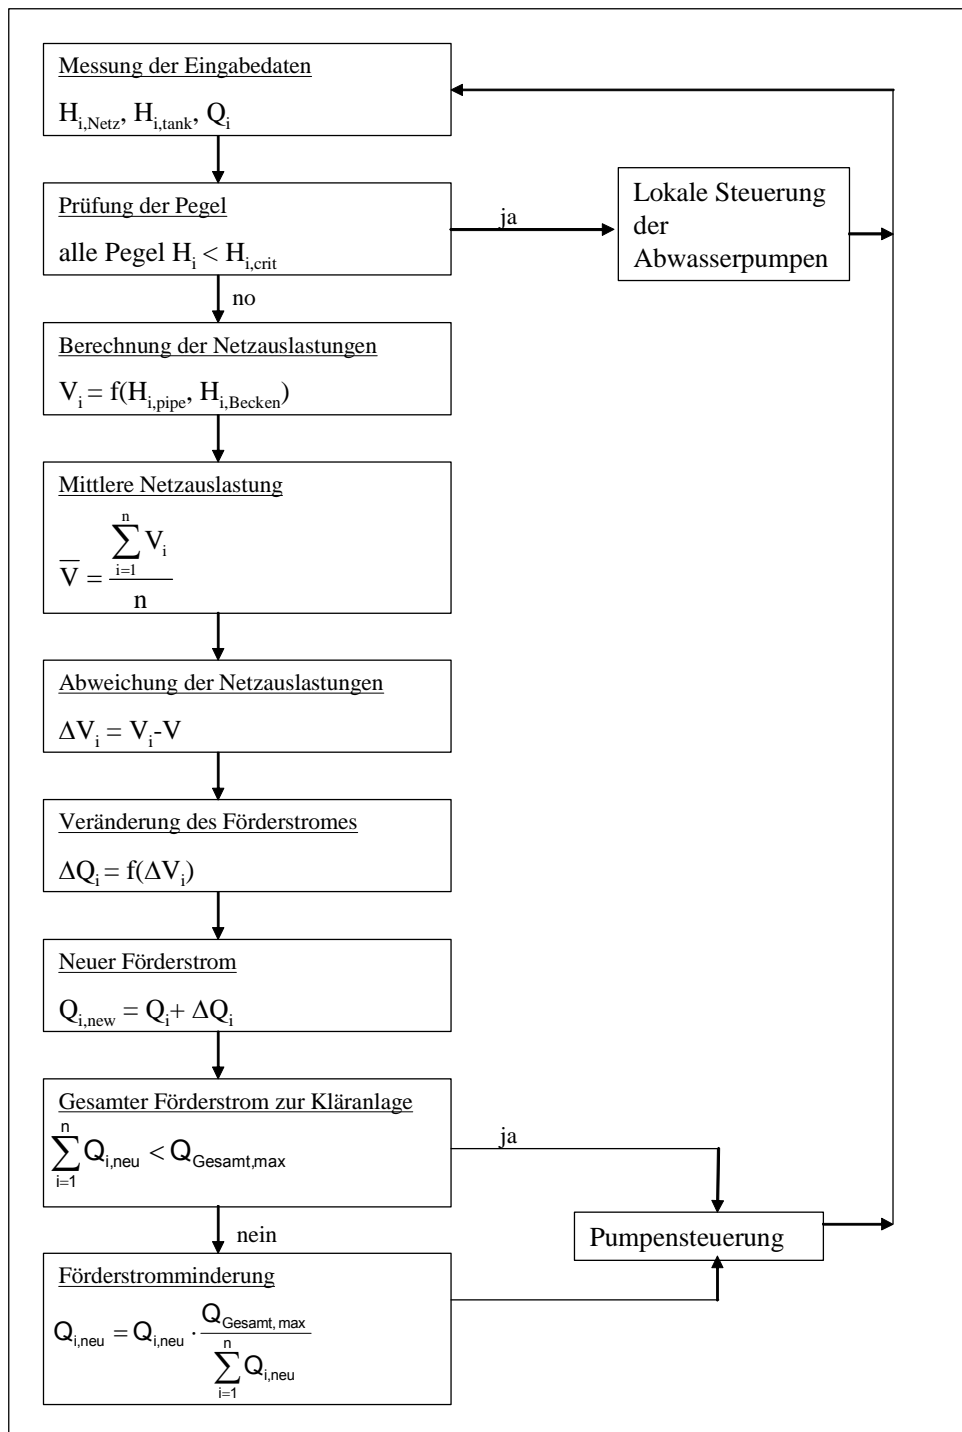 Messung der Eingabedaten
H_i,Netz, H_i,tank, Q_i
Prüfung der Pegel
alle Pegel H_i < H_i,crit
ja
Lokale Steuerung
der
Abwasserpumpen
no
Berechnung der Netzauslastungen
V_i = f(H_i,pipe, H_i,Becken)
Mittlere Netzauslastung
V̅ = ∑_{i=1}^{n} V_i / n
Abweichung der Netzauslastungen
ΔV_i = V_i-V
Veränderung des Förderstromes
ΔQ_i = f(ΔV_i)
Neuer Förderstrom
Q_i,new = Q_i + ΔQ_i
Gesamter Förderstrom zur Kläranlage
∑_{i=1}^{n} Q_i,neu < Q_Gesamt,max
ja
nein
Pumpensteuerung
Förderstromminderung
Q_i,neu = Q_i,neu · Q_Gesamt, max / ∑_{i=1}^{n} Q_i,neu